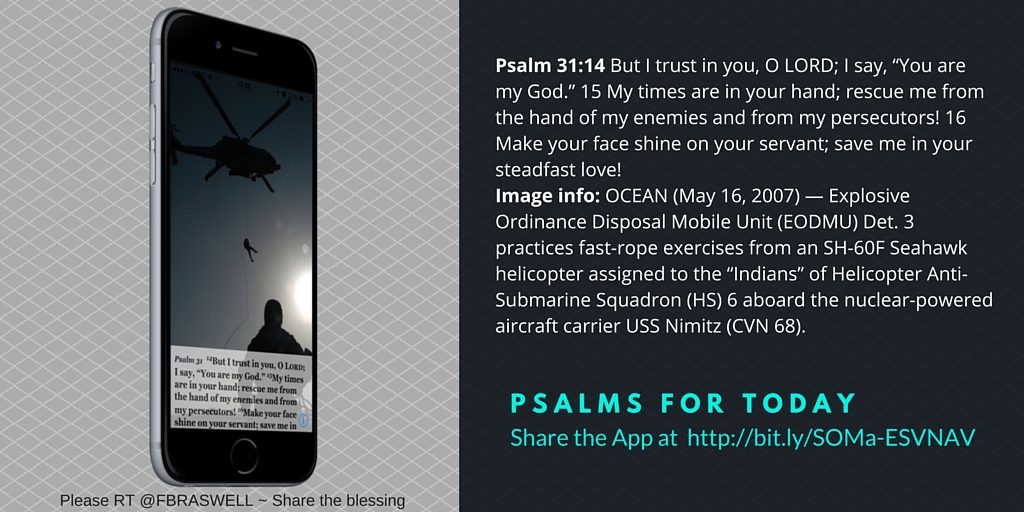 Psalm 31 ¹⁴But I trust in you, O LORD;
I say, “You are my God.” ¹⁵My times
are in your hand; rescue me from
the hand of my enemies and from
my persecutors! ¹⁶Make your face
shine on your servant; save me in
Please RT @FBRASWELL ~ Share the blessing
Psalm 31:14 But I trust in you, O LORD; I say, “You are
my God.” 15 My times are in your hand; rescue me from
the hand of my enemies and from my persecutors! 16
Make your face shine on your servant; save me in your
steadfast love!
Image info: OCEAN (May 16, 2007) — Explosive
Ordinance Disposal Mobile Unit (EODMU) Det. 3
practices fast-rope exercises from an SH-60F Seahawk
helicopter assigned to the “Indians” of Helicopter Anti-
Submarine Squadron (HS) 6 aboard the nuclear-powered
aircraft carrier USS Nimitz (CVN 68).
PSALMS FOR TODAY
Share the App at http://bit.ly/SOMa-ESVNAV